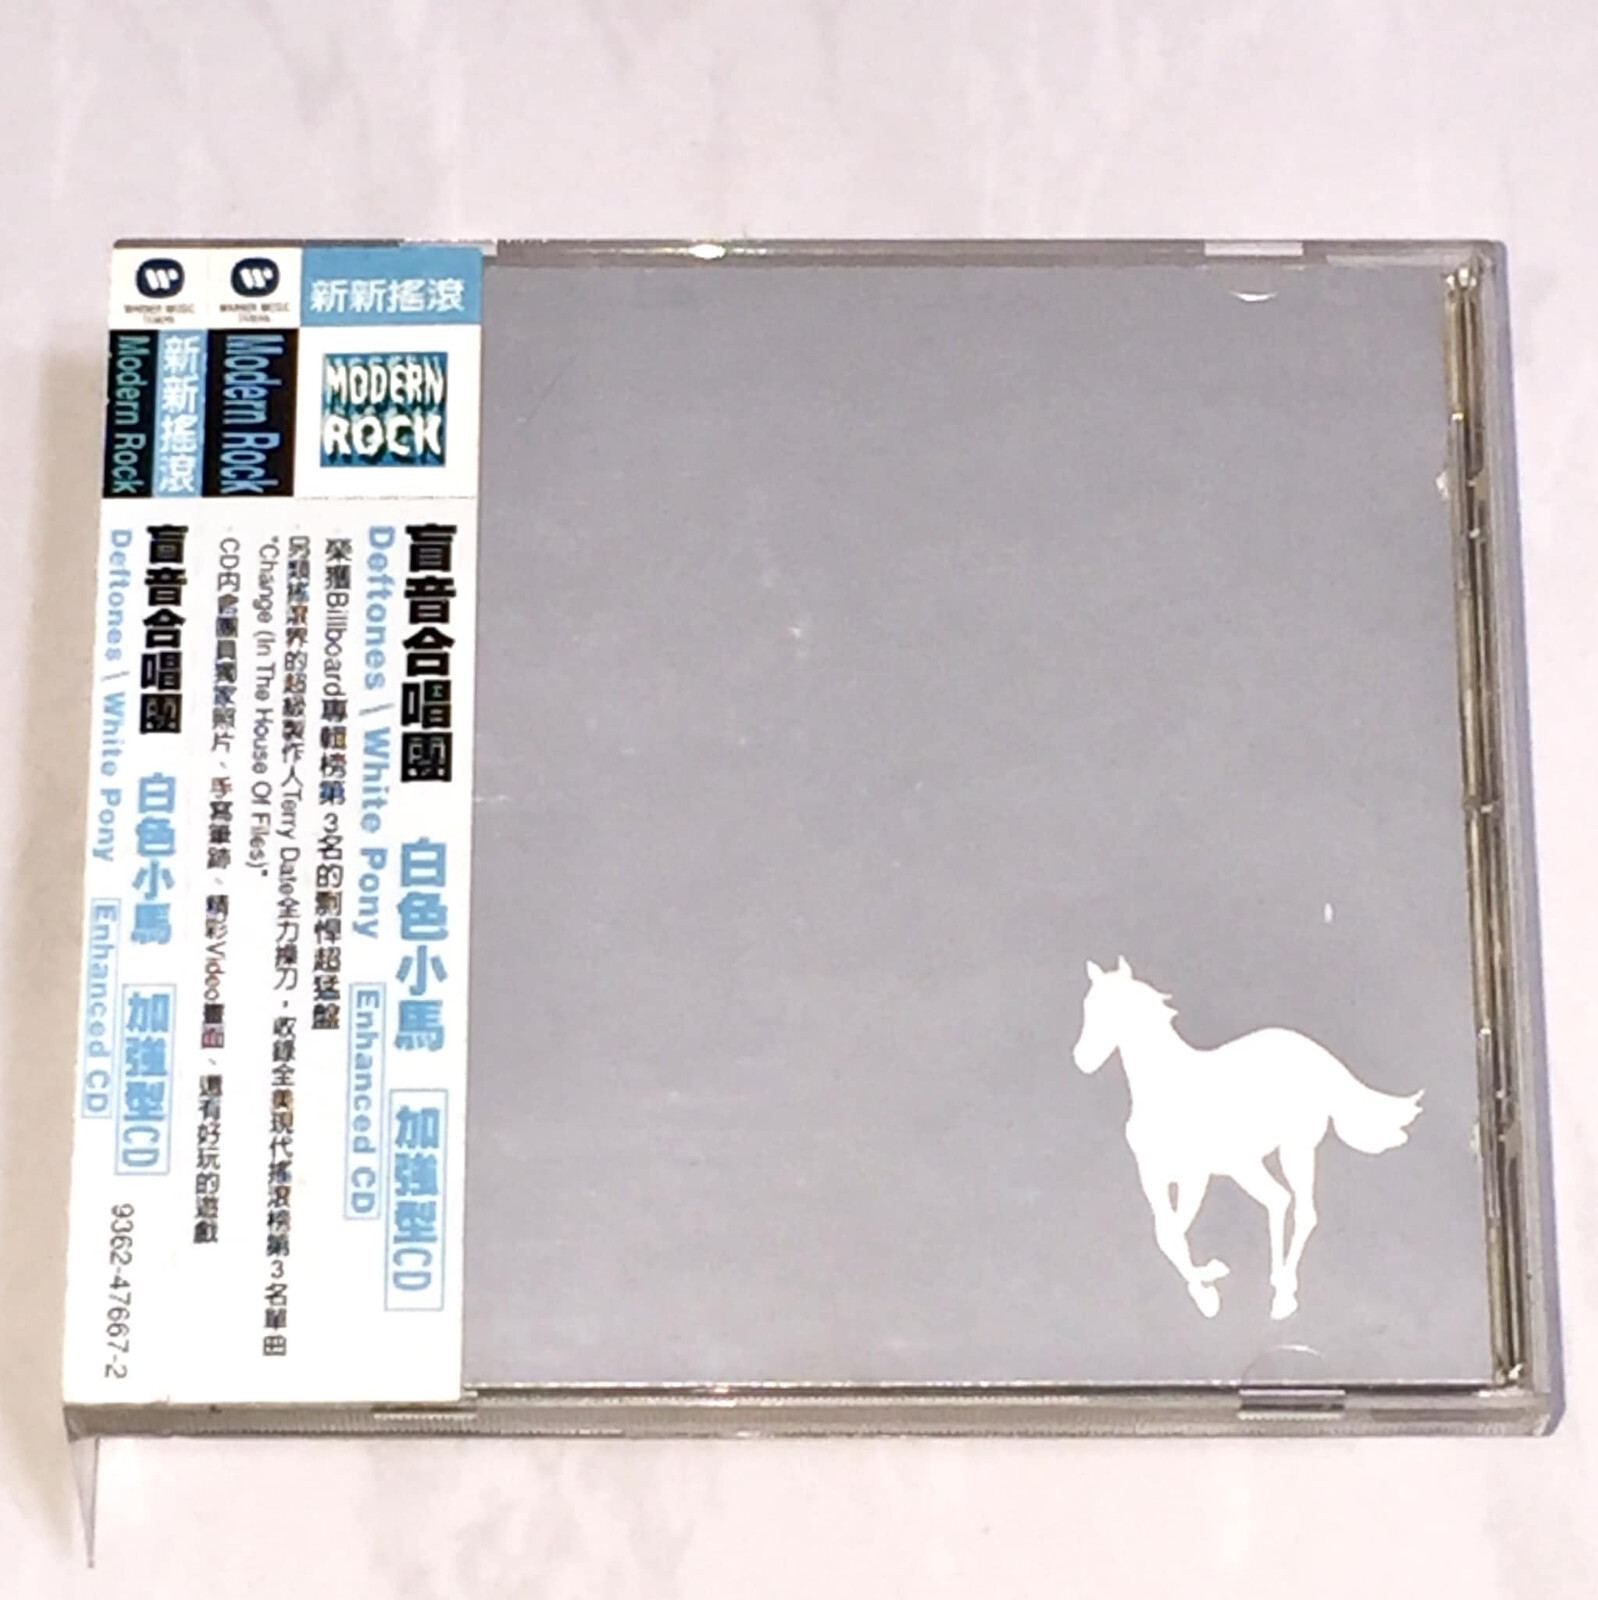 新新搖滾
MODERN
ROCK
盲音合唱團 白色小馬 加強型CD
Deftones \ White Pony Enhanced CD
榮獲Billboard專輯榜第3名的剽悍超猛盤
另類搖滾界的超級製作人Terry Date全力操刀，收錄全美現代搖滾榜第3名單曲
"Change (In The House Of Files)"
CD內含團員獨家照片、手寫筆跡、精彩Video畫面、還有好玩的遊戲
WARNER MUSIC
Modern Rock
WARNER MUSIC
新新搖滾
Modern Rock
盲音合唱團 白色小馬 加強型CD
Deftones \ White Pony Enhanced CD
9362-47667-2